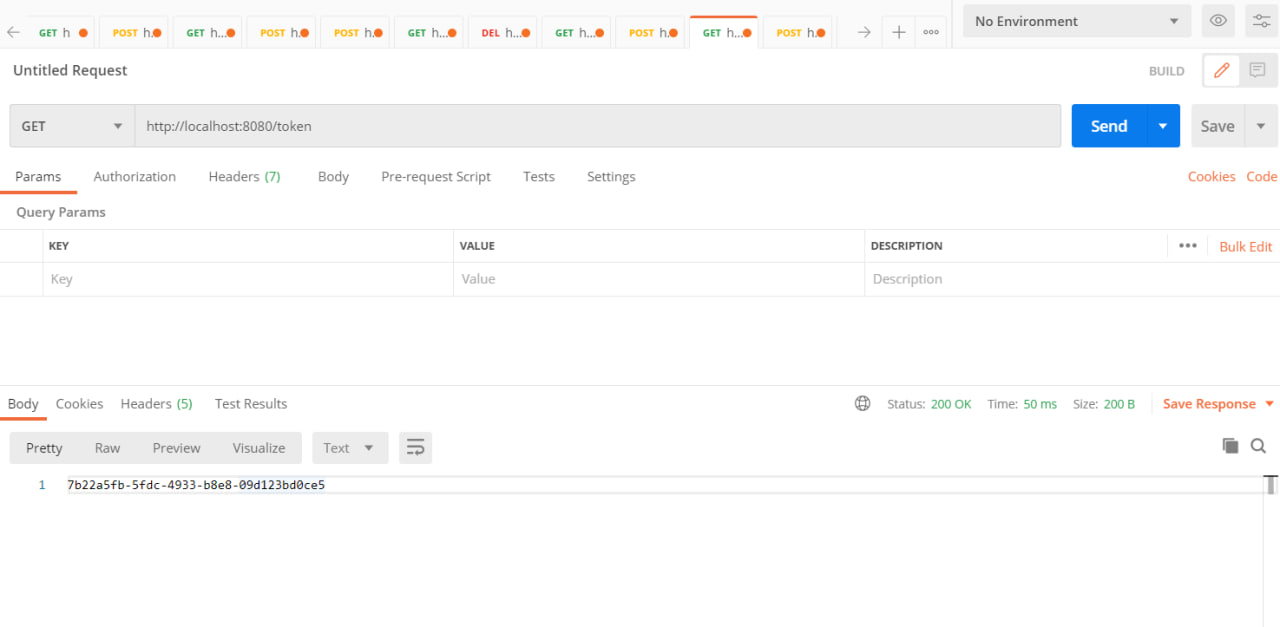 GET h POST h. GET h... POST h. POST h. GET h... DEL h... GET h... POST h. GET h... POST h. No Environment
Untitled Request BUILD
GET http://localhost:8080/token Send Save
Params Authorization Headers (7) Body Pre-request Script Tests Settings Cookies Code
Query Params
KEY VALUE DESCRIPTION ••• Bulk Edit
Key Value Description
Body Cookies Headers (5) Test Results Status: 200 OK Time: 50 ms Size: 200 B Save Response
Pretty Raw Preview Visualize Text
1 7b22a5fb-5fdc-4933-b8e8-09d123bd0ce5